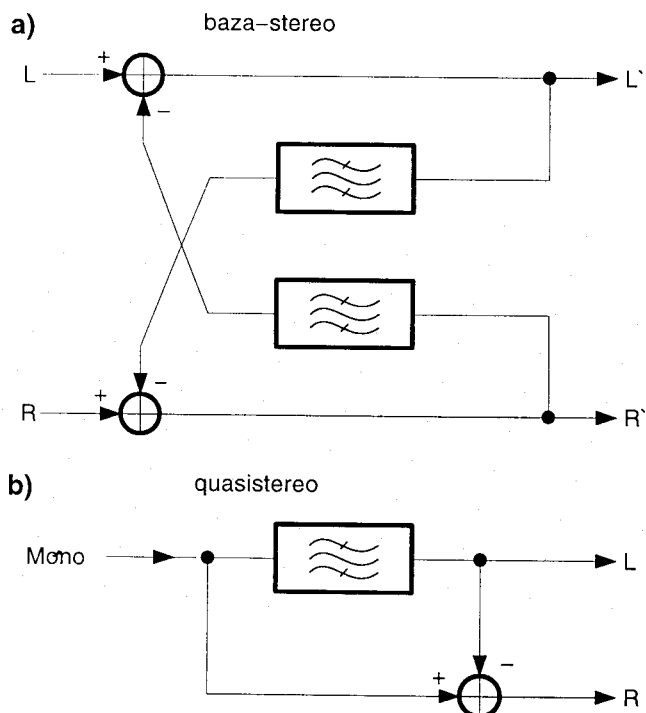 a) baza–stereo
L + L`
–
–
R + R`
b) quasistereo
Mono L
–
+ R